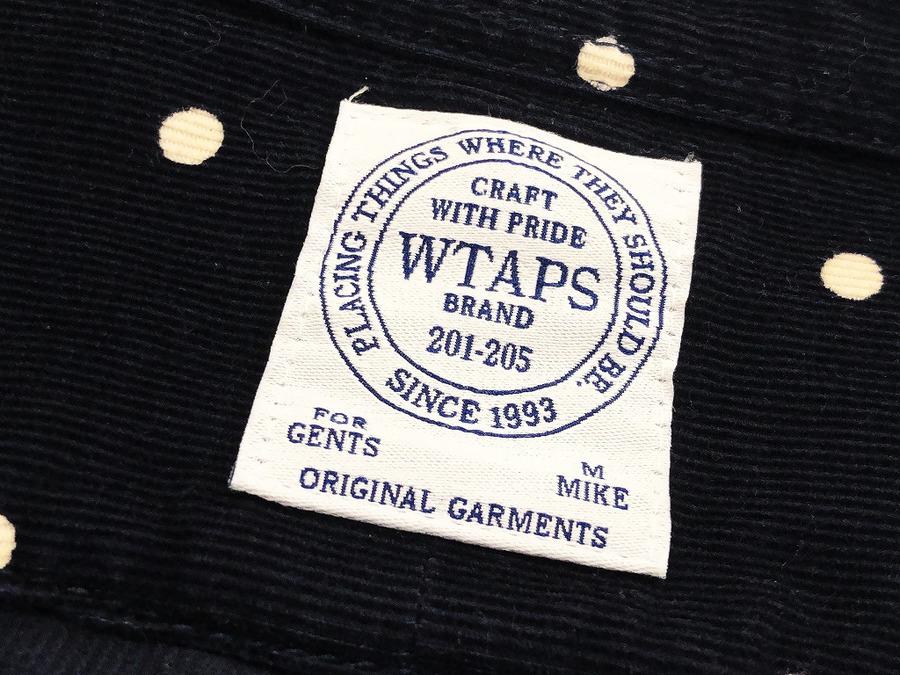 PLACING THINGS WHERE THEY SHOULD BE.
CRAFT
WITH PRIDE
WTAPS
BRAND
201-205
SINCE 1993
FOR
GENTS
M
MIKE
ORIGINAL GARMENTS